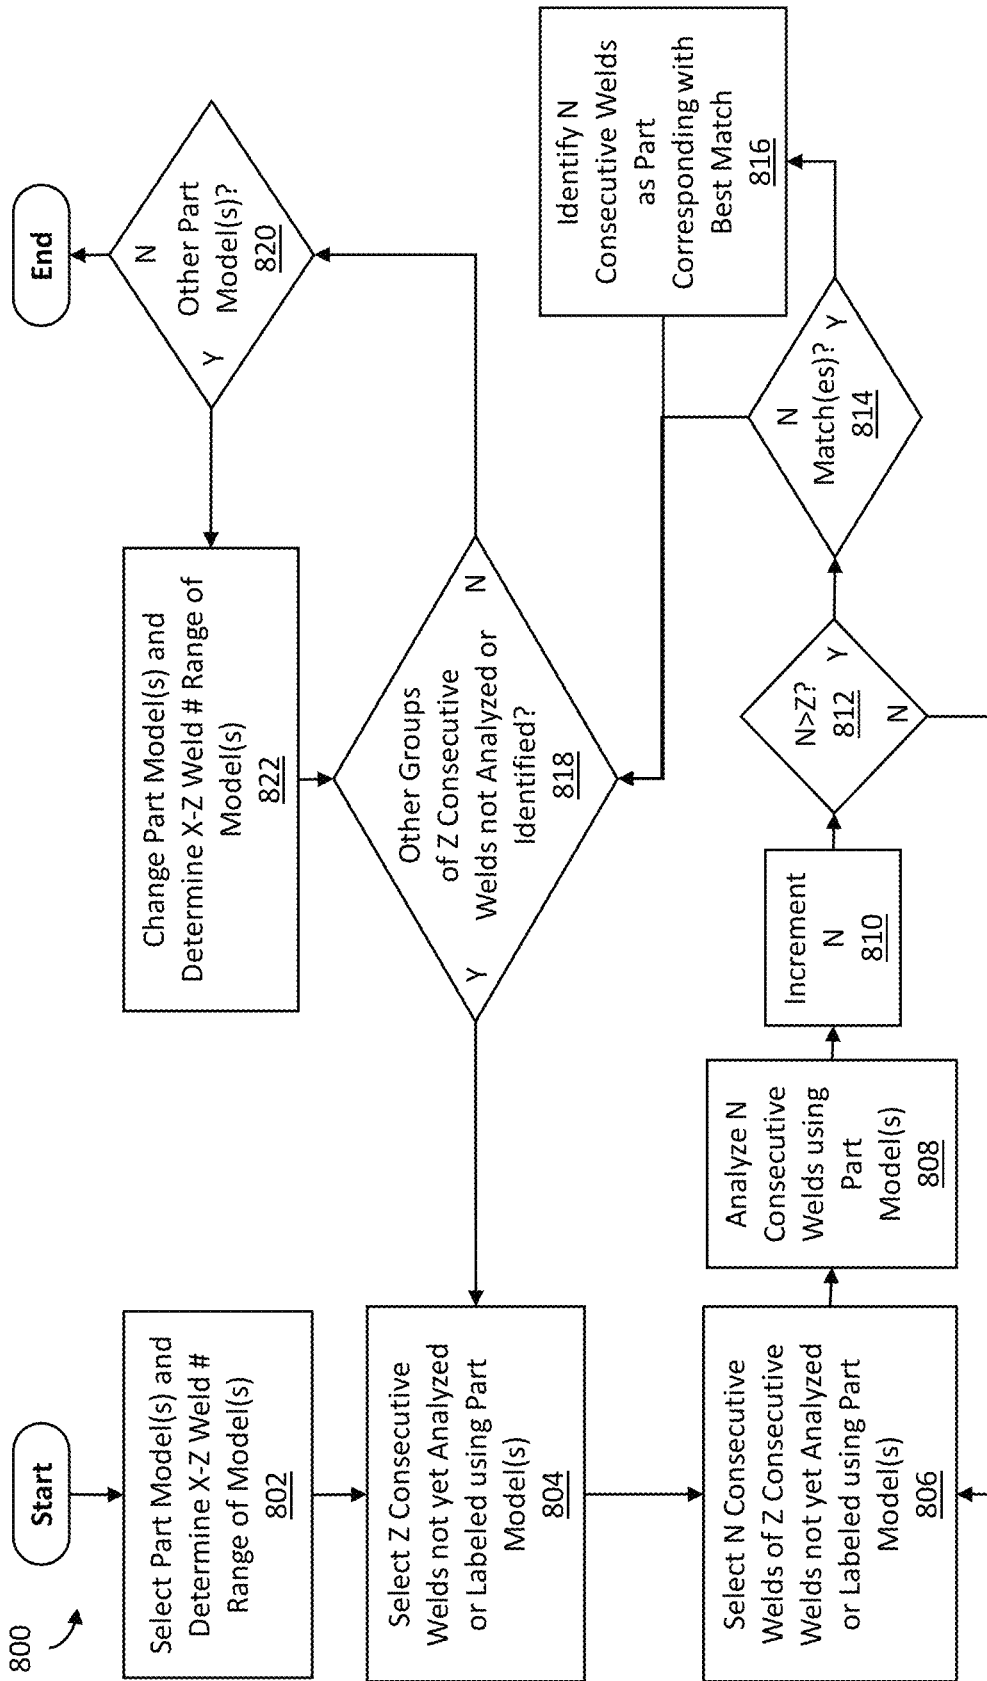 800
Start
Select Part Model(s) and
Determine X-Z Weld #
Range of Model(s)
802
Select Z Consecutive
Welds not yet Analyzed
or Labeled using Part
Model(s)
804
Select N Consecutive
Welds of Z Consecutive
Welds not yet Analyzed
or Labeled using Part
Model(s)
806
Analyze N
Consecutive
Welds using
Part
Model(s)
808
Increment
N
810
N>Z?
812
Y
N
Match(es)?
814
N
Y
Identify N
Consecutive Welds
as Part
Corresponding with
Best Match
816
Other Groups
of Z Consecutive
Welds not Analyzed or
Identified?
818
Y
N
Other Part
Model(s)?
820
Y
N
Change Part Model(s) and
Determine X-Z Weld # Range of
Model(s)
822
End